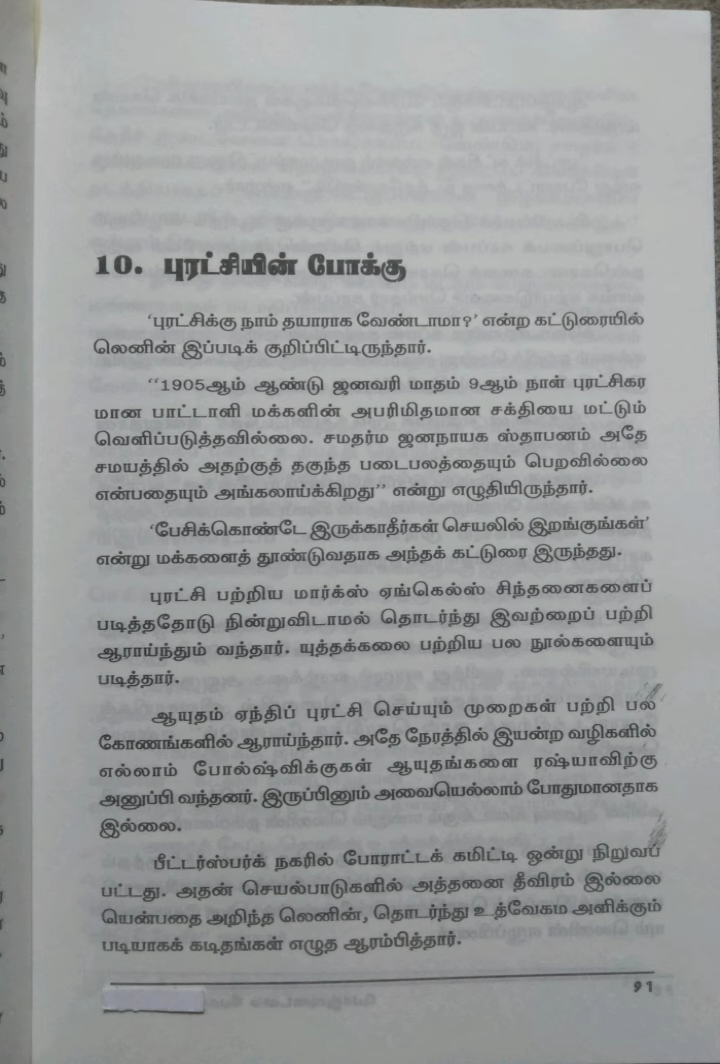 10. புரட்சியின் போக்கு
‘புரட்சிக்கு நாம் தயாராக வேண்டாமா?’ என்ற கட்டுரையில்
லெனின் இப்படிக் குறிப்பிட்டிருந்தார்.
‘‘1905ஆம் ஆண்டு ஜனவரி மாதம் 9ஆம் நாள் புரட்சிகர
மான பாட்டாளி மக்களின் அபரிமிதமான சக்தியை மட்டும்
வெளிப்படுத்தவில்லை. சமதர்ம ஜனநாயக ஸ்தாபனம் அதே
சமயத்தில் அதற்குத் தகுந்த படைபலத்தையும் பெறவில்லை
என்பதையும் அங்கலாய்க்கிறது’’ என்று எழுதியிருந்தார்.
‘பேசிக்கொண்டே இருக்காதீர்கள் செயலில் இறங்குங்கள்’
என்று மக்களைத் தூண்டுவதாக அந்தக் கட்டுரை இருந்தது.
புரட்சி பற்றிய மார்க்ஸ் ஏங்கெல்ஸ் சிந்தனைகளைப்
படித்ததோடு நின்றுவிடாமல் தொடர்ந்து இவற்றைப் பற்றி
ஆராய்ந்தும் வந்தார். யுத்தக்கலை பற்றிய பல நூல்களையும்
படித்தார்.
ஆயுதம் ஏந்திப் புரட்சி செய்யும் முறைகள் பற்றி பல
கோணங்களில் ஆராய்ந்தார். அதே நேரத்தில் இயன்ற வழிகளில்
எல்லாம் போல்ஷ்விக்குகள் ஆயுதங்களை ரஷ்யாவிற்கு
அனுப்பி வந்தனர். இருப்பினும் அவையெல்லாம் போதுமானதாக
இல்லை.
பீட்டர்ஸ்பர்க் நகரில் போராட்டக் கமிட்டி ஒன்று நிறுவப்
பட்டது. அதன் செயல்பாடுகளில் அத்தனை தீவிரம் இல்லை
யென்பதை அறிந்த லெனின், தொடர்ந்து உத்வேகம் அளிக்கும்
படியாகக் கடிதங்கள் எழுத ஆரம்பித்தார்.
91